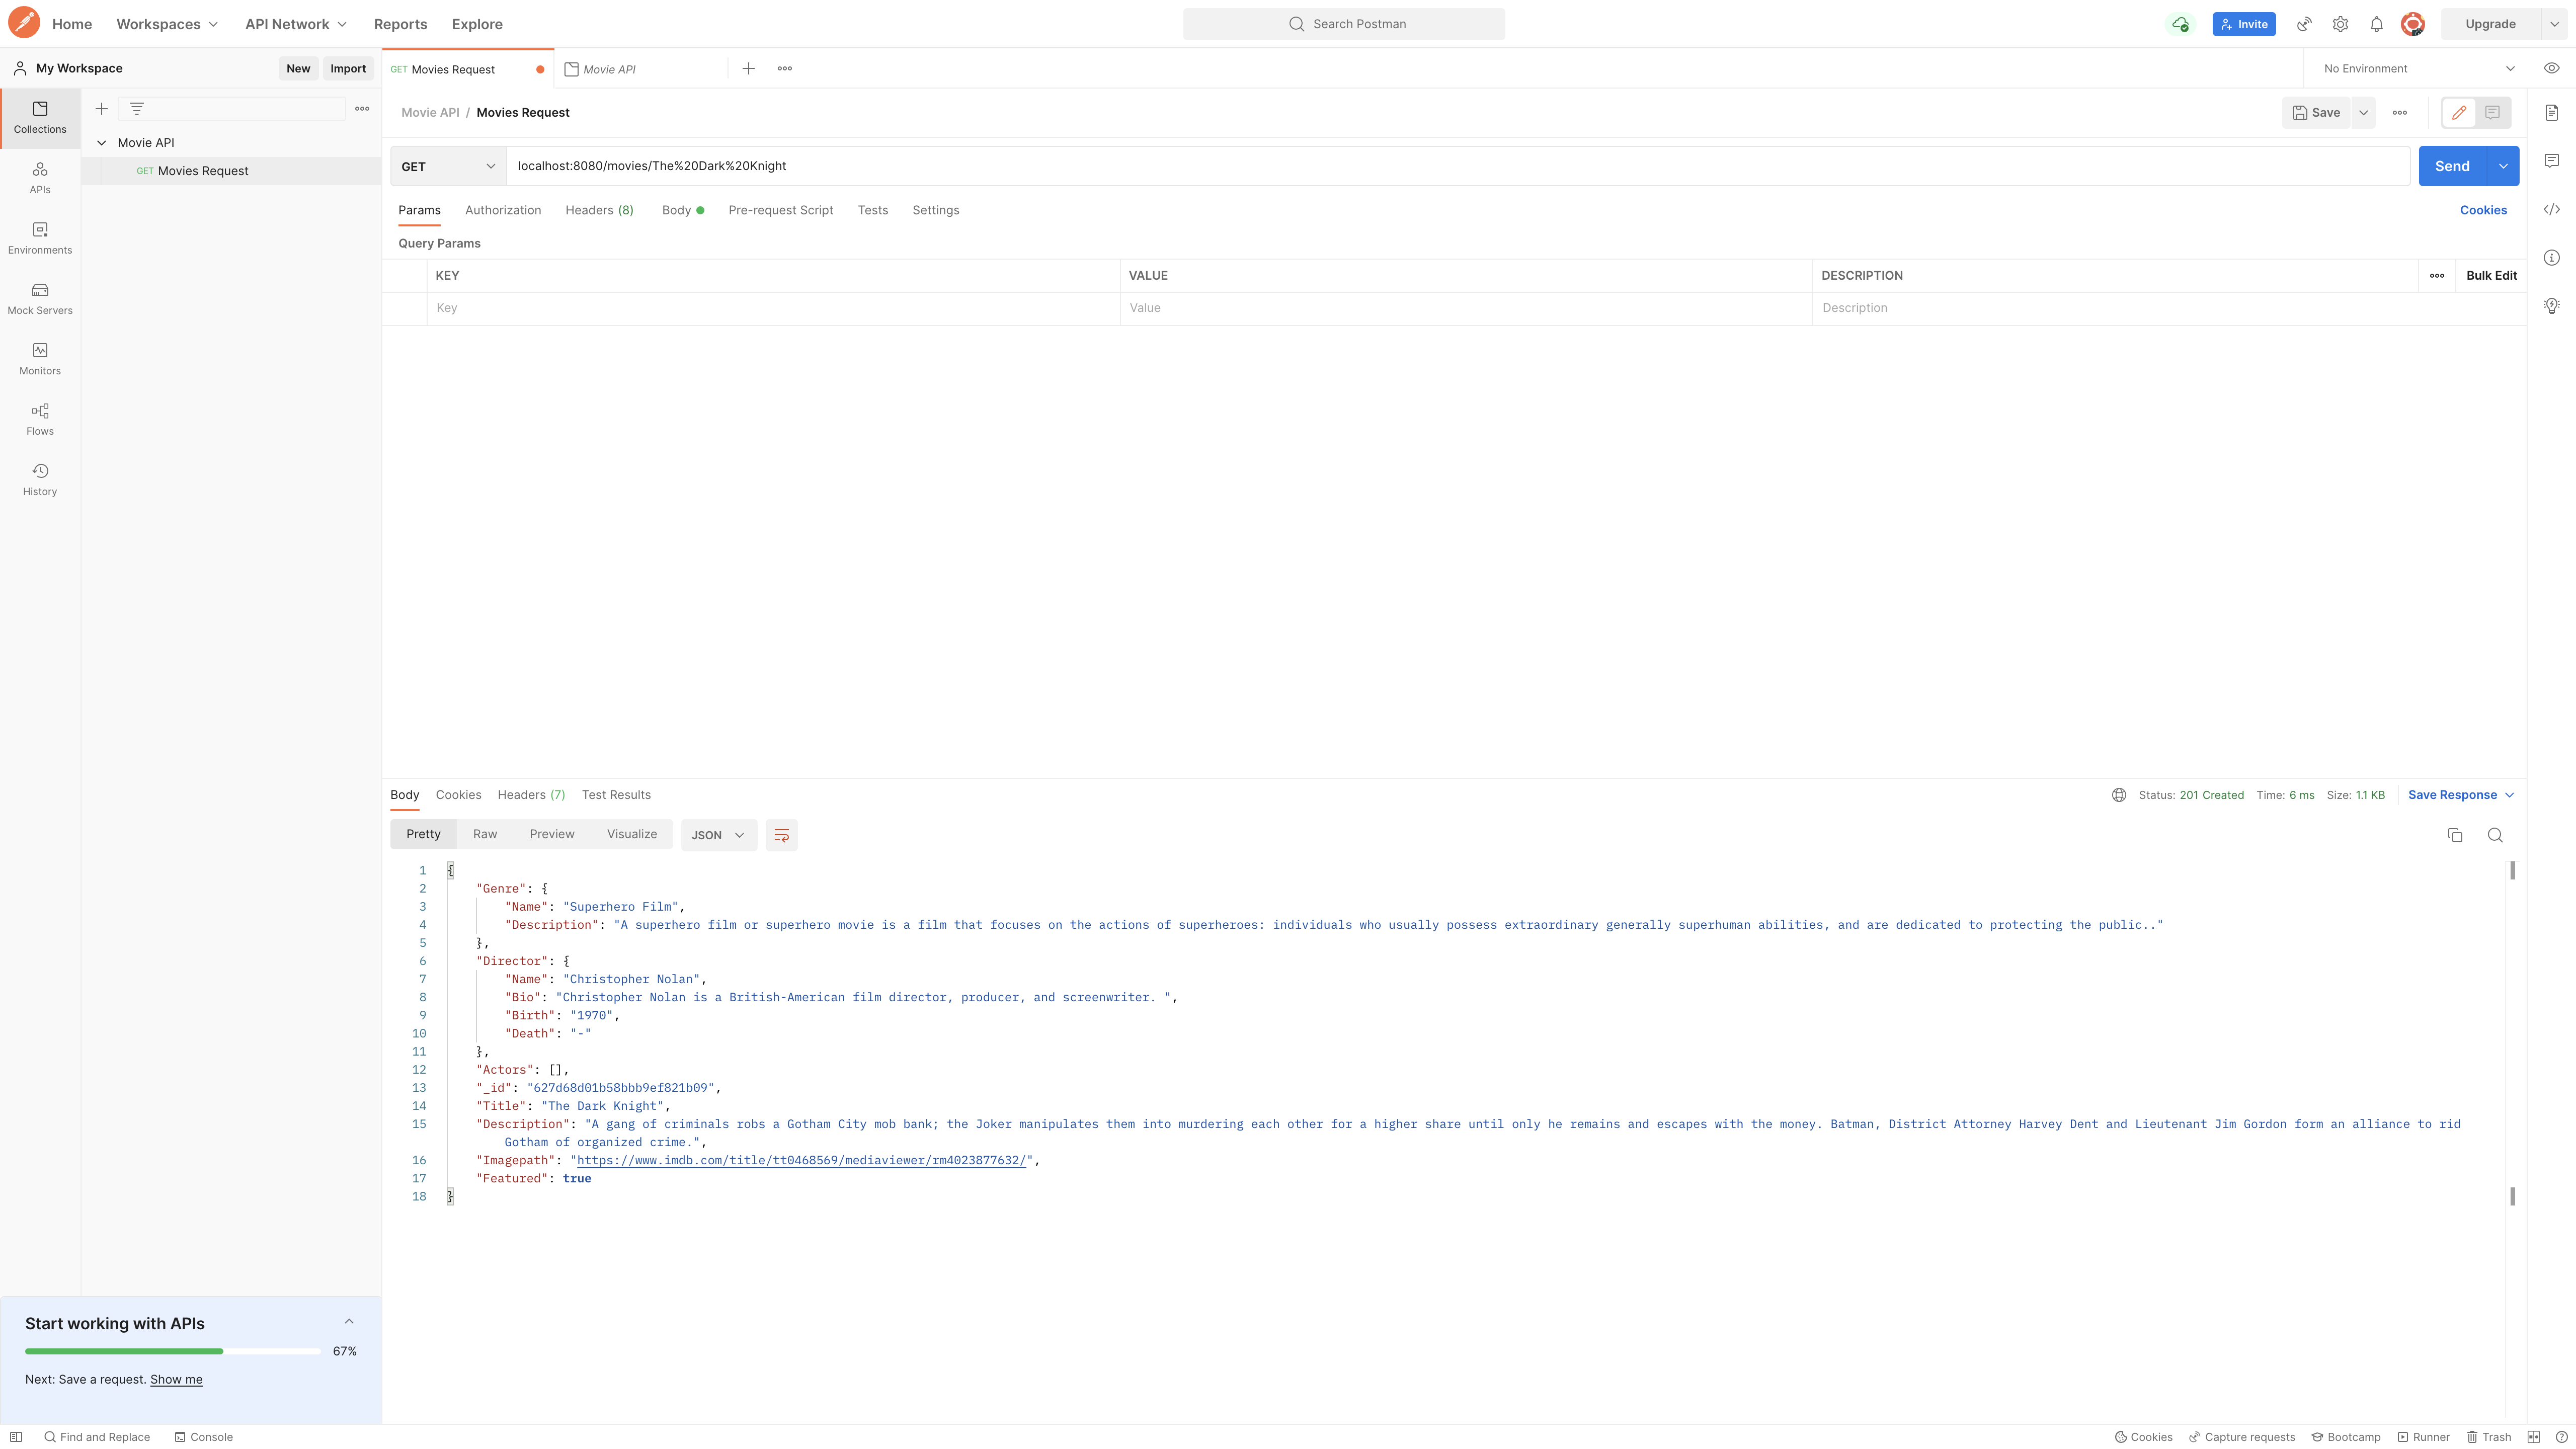 Home Workspaces API Network Reports Explore Search Postman Invite Upgrade
My Workspace New Import GET Movies Request Movie API No Environment
Collections
Movie API
GET Movies Request
APIs
Environments
Mock Servers
Monitors
Flows
History
Movie API / Movies Request Save
GET localhost:8080/movies/The%20Dark%20Knight Send
Params Authorization Headers (8) Body Pre-request Script Tests Settings Cookies
Query Params
KEY VALUE DESCRIPTION Bulk Edit
Key Value Description
Body Cookies Headers (7) Test Results Status: 201 Created Time: 6 ms Size: 1.1 KB Save Response
Pretty Raw Preview Visualize JSON
1 {
2 "Genre": {
3 "Name": "Superhero Film",
4 "Description": "A superhero film or superhero movie is a film that focuses on the actions of superheroes: individuals who usually possess extraordinary generally superhuman abilities, and are dedicated to protecting the public.."
5 },
6 "Director": {
7 "Name": "Christopher Nolan",
8 "Bio": "Christopher Nolan is a British-American film director, producer, and screenwriter. ",
9 "Birth": "1970",
10 "Death": "-"
11 },
12 "Actors": [],
13 "_id": "627d68d01b58bbb9ef821b09",
14 "Title": "The Dark Knight",
15 "Description": "A gang of criminals robs a Gotham City mob bank; the Joker manipulates them into murdering each other for a higher share until only he remains and escapes with the money. Batman, District Attorney Harvey Dent and Lieutenant Jim Gordon form an alliance to rid
Gotham of organized crime.",
16 "Imagepath": "https://www.imdb.com/title/tt0468569/mediaviewer/rm4023877632/",
17 "Featured": true
18 }
Start working with APIs
67%
Next: Save a request. Show me
Find and Replace Console Cookies Capture requests Bootcamp Runner Trash